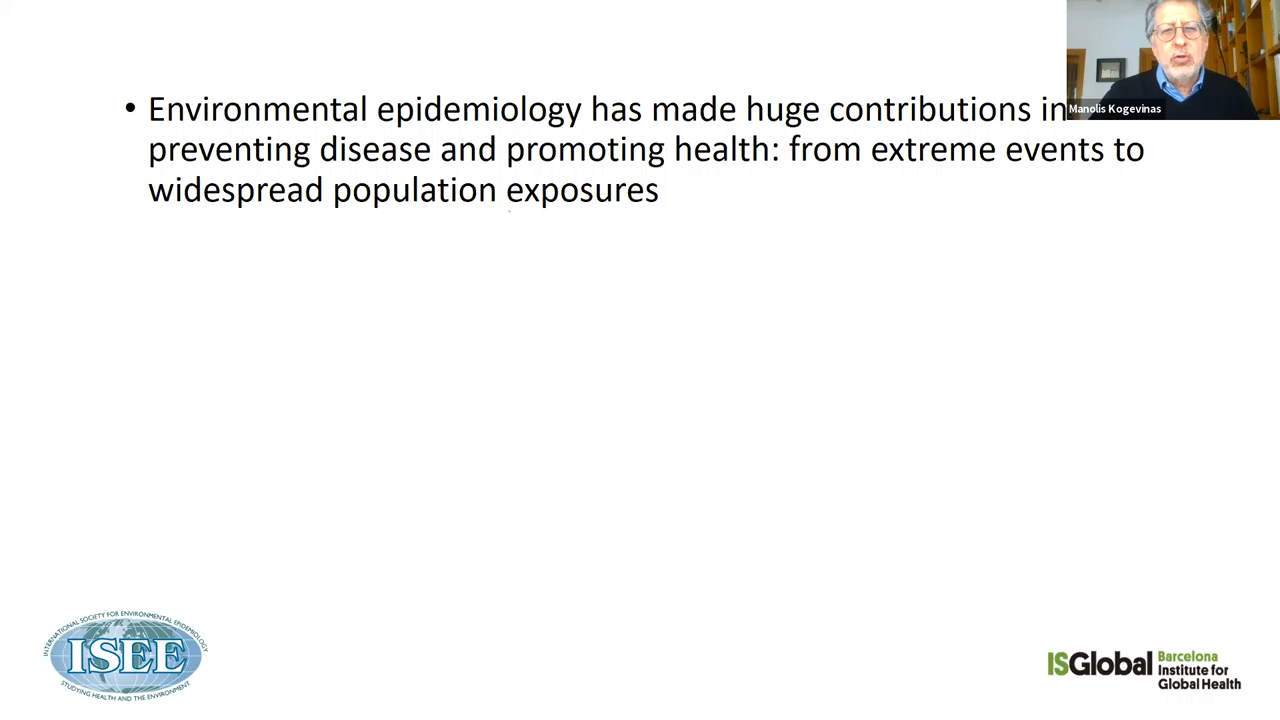 • Environmental epidemiology has made huge contributions in
preventing disease and promoting health: from extreme events to
widespread population exposures
Manolis Kogevinas
INTERNATIONAL SOCIETY FOR ENVIRONMENTAL EPIDEMIOLOGY
ISEE
STUDYING HEALTH AND THE ENVIRONMENT
ISGlobal
Barcelona
Institute for
Global Health